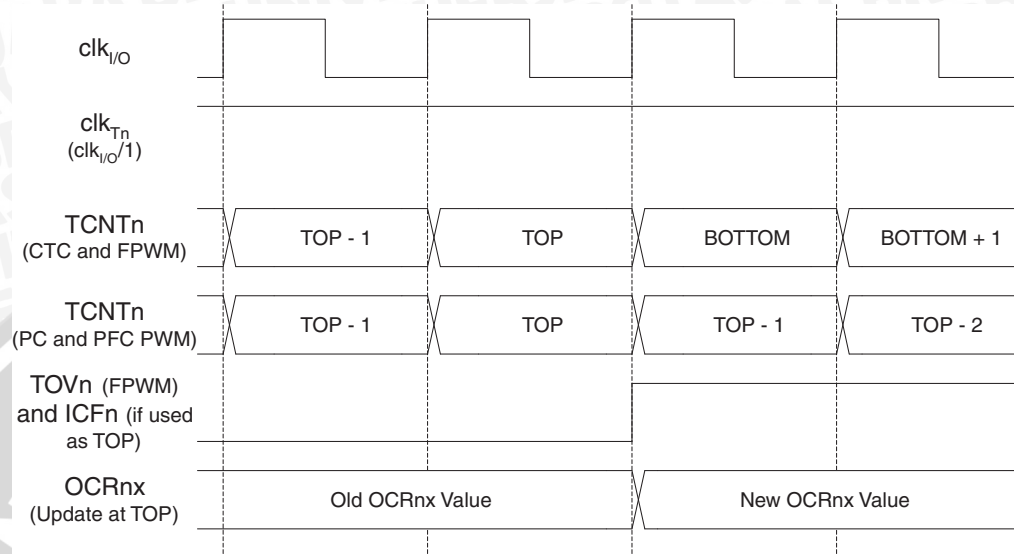 clkI/O
clkTn
(clkI/O/1)
TCNTn
(CTC and FPWM)
TOP - 1
TOP
BOTTOM
BOTTOM + 1
TCNTn
(PC and PFC PWM)
TOP - 1
TOP
TOP - 1
TOP - 2
TOVn (FPWM)
and ICFn (if used
as TOP)
OCRnx
(Update at TOP)
Old OCRnx Value
New OCRnx Value